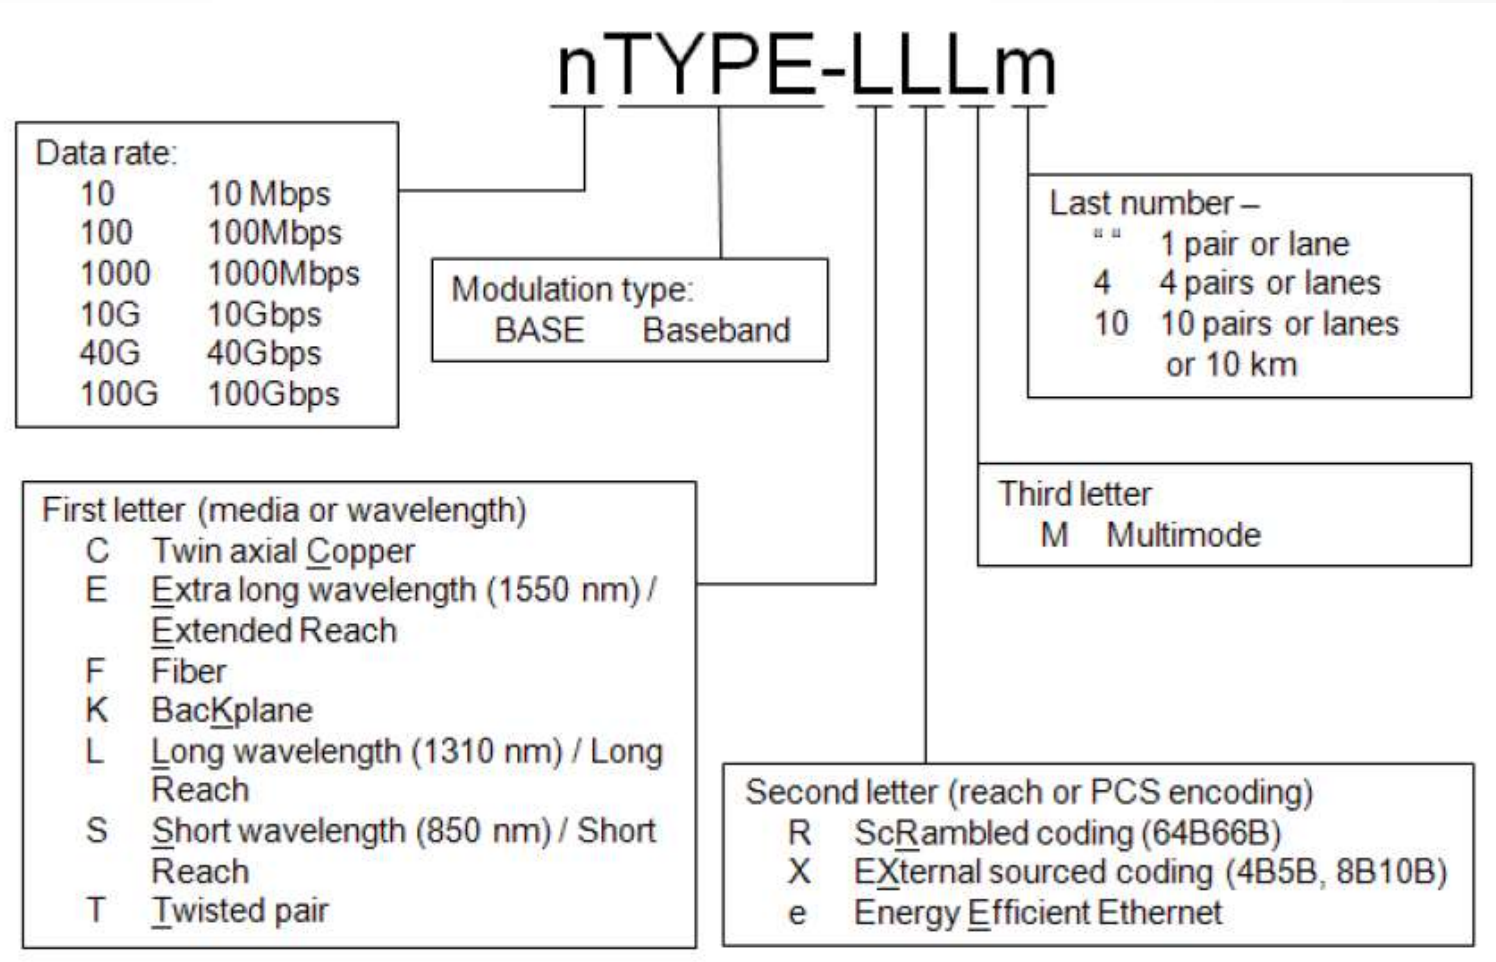 nTYPE-LLLm
Data rate:
10 10 Mbps
100 100Mbps
1000 1000Mbps
10G 10Gbps
40G 40Gbps
100G 100Gbps
Modulation type:
BASE Baseband
Last number –
“ “ 1 pair or lane
4 4 pairs or lanes
10 10 pairs or lanes
or 10 km
First letter (media or wavelength)
C Twin axial Copper
E Extra long wavelength (1550 nm) /
Extended Reach
F Fiber
K BacKplane
L Long wavelength (1310 nm) / Long
Reach
S Short wavelength (850 nm) / Short
Reach
T Twisted pair
Third letter
M Multimode
Second letter (reach or PCS encoding)
R ScRambled coding (64B66B)
X EXternal sourced coding (4B5B, 8B10B)
e Energy Efficient Ethernet